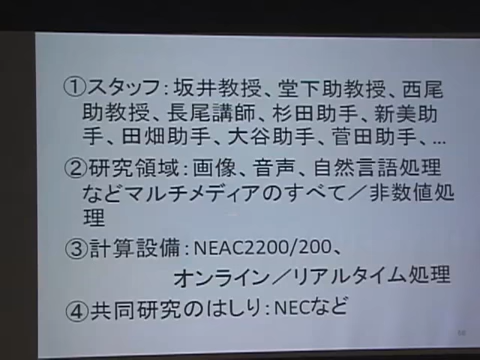 ①スタッフ：坂井教授、堂下助教授、西尾
助教授、長尾講師、杉田助手、新美助
手、田畑助手、大谷助手、菅田助手、...
②研究領域：画像、音声、自然言語処理
などマルチメディアのすべて／非数値処
理
③計算設備：NEAC2200/200、
オンライン／リアルタイム処理
④共同研究のはしり：NECなど